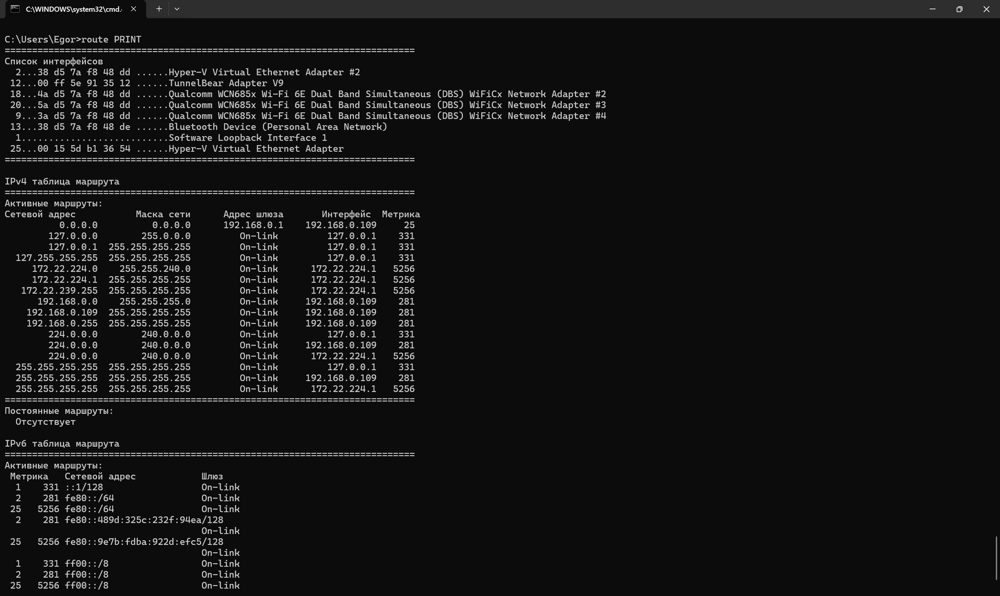 C:\WINDOWS\system32\cmd.
C:\Users\Egor>route PRINT
===========================================================================
Список интерфейсов
  2...38 d5 7a f8 48 dd ......Hyper-V Virtual Ethernet Adapter #2
 12...00 ff 5e 91 35 12 ......TunnelBear Adapter V9
 18...4a d5 7a f8 48 dd ......Qualcomm WCN685x Wi-Fi 6E Dual Band Simultaneous (DBS) WiFiCx Network Adapter #2
 20...5a d5 7a f8 48 dd ......Qualcomm WCN685x Wi-Fi 6E Dual Band Simultaneous (DBS) WiFiCx Network Adapter #3
  9...3a d5 7a f8 48 dd ......Qualcomm WCN685x Wi-Fi 6E Dual Band Simultaneous (DBS) WiFiCx Network Adapter #4
 13...38 d5 7a f8 48 de ......Bluetooth Device (Personal Area Network)
  1...........................Software Loopback Interface 1
 25...00 15 5d b1 36 54 ......Hyper-V Virtual Ethernet Adapter
===========================================================================
IPv4 таблица маршрута
===========================================================================
Активные маршруты:
Сетевой адрес           Маска сети      Адрес шлюза       Интерфейс  Метрика
          0.0.0.0          0.0.0.0      192.168.0.1    192.168.0.109     25
        127.0.0.0        255.0.0.0         On-link         127.0.0.1    331
        127.0.0.1  255.255.255.255         On-link         127.0.0.1    331
  127.255.255.255  255.255.255.255         On-link         127.0.0.1    331
     172.22.224.0    255.255.240.0         On-link      172.22.224.1   5256
     172.22.224.1  255.255.255.255         On-link      172.22.224.1   5256
   172.22.239.255  255.255.255.255         On-link      172.22.224.1   5256
      192.168.0.0    255.255.255.0         On-link     192.168.0.109    281
    192.168.0.109  255.255.255.255         On-link     192.168.0.109    281
    192.168.0.255  255.255.255.255         On-link     192.168.0.109    281
        224.0.0.0        240.0.0.0         On-link         127.0.0.1    331
        224.0.0.0        240.0.0.0         On-link     192.168.0.109    281
        224.0.0.0        240.0.0.0         On-link      172.22.224.1   5256
  255.255.255.255  255.255.255.255         On-link         127.0.0.1    331
  255.255.255.255  255.255.255.255         On-link     192.168.0.109    281
  255.255.255.255  255.255.255.255         On-link      172.22.224.1   5256
===========================================================================
Постоянные маршруты:
  Отсутствует
IPv6 таблица маршрута
===========================================================================
Активные маршруты:
 Метрика   Сетевой адрес            Шлюз
  1    331 ::1/128                  On-link
  2    281 fe80::/64                On-link
 25   5256 fe80::/64                On-link
  2    281 fe80::489d:325c:232f:94ea/128
                                    On-link
 25   5256 fe80::9e7b:fdba:922d:efc5/128
                                    On-link
  1    331 ff00::/8                 On-link
  2    281 ff00::/8                 On-link
 25   5256 ff00::/8                 On-link